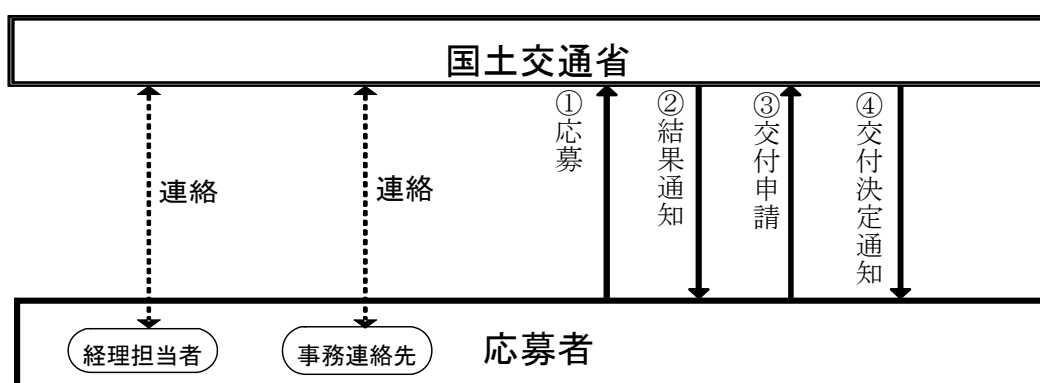 国土交通省
連絡
連絡
①応募
②結果通知
③交付申請
④交付決定通知
経理担当者
事務連絡先
応募者